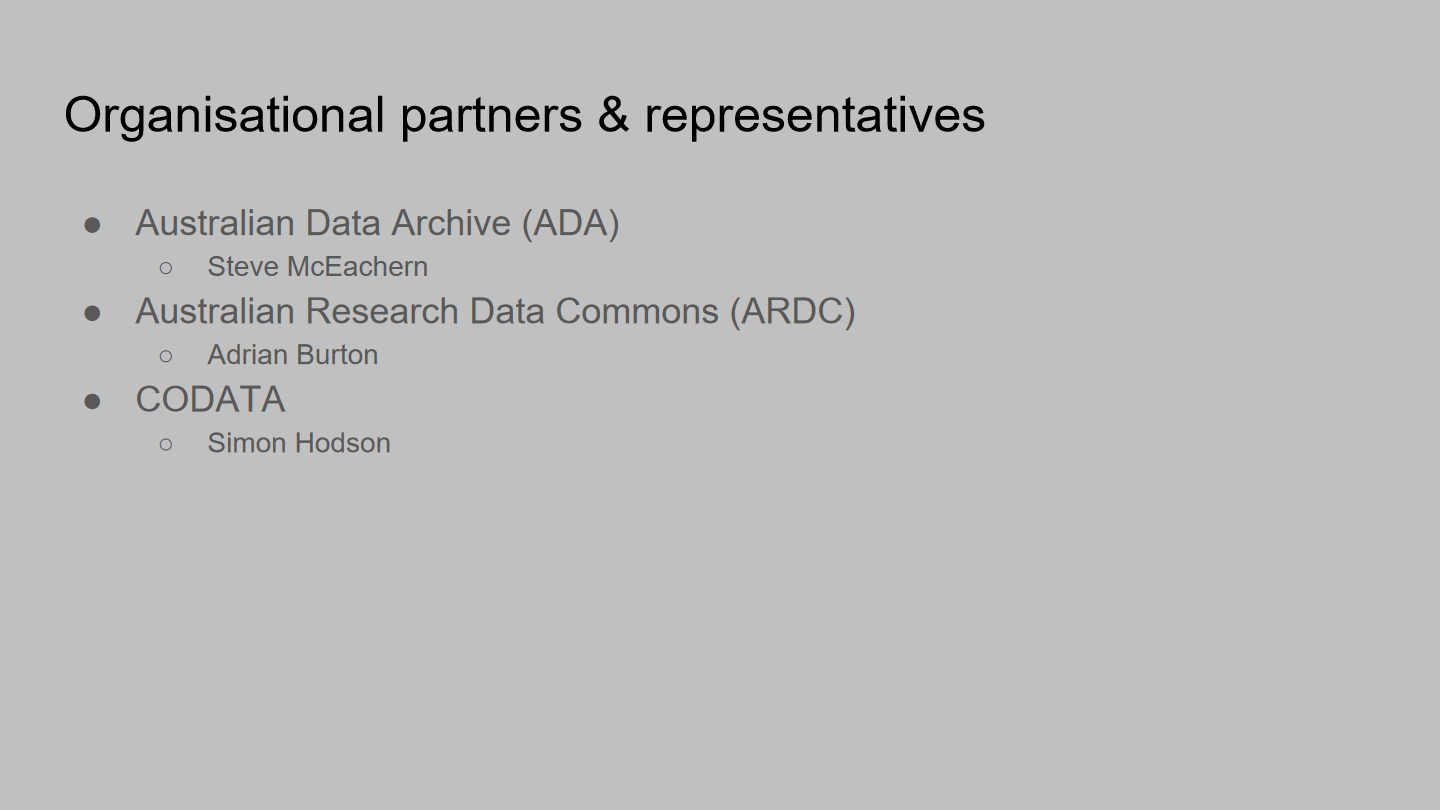 Organisational partners & representatives
● Australian Data Archive (ADA)
○ Steve McEachern
● Australian Research Data Commons (ARDC)
○ Adrian Burton
● CODATA
○ Simon Hodson